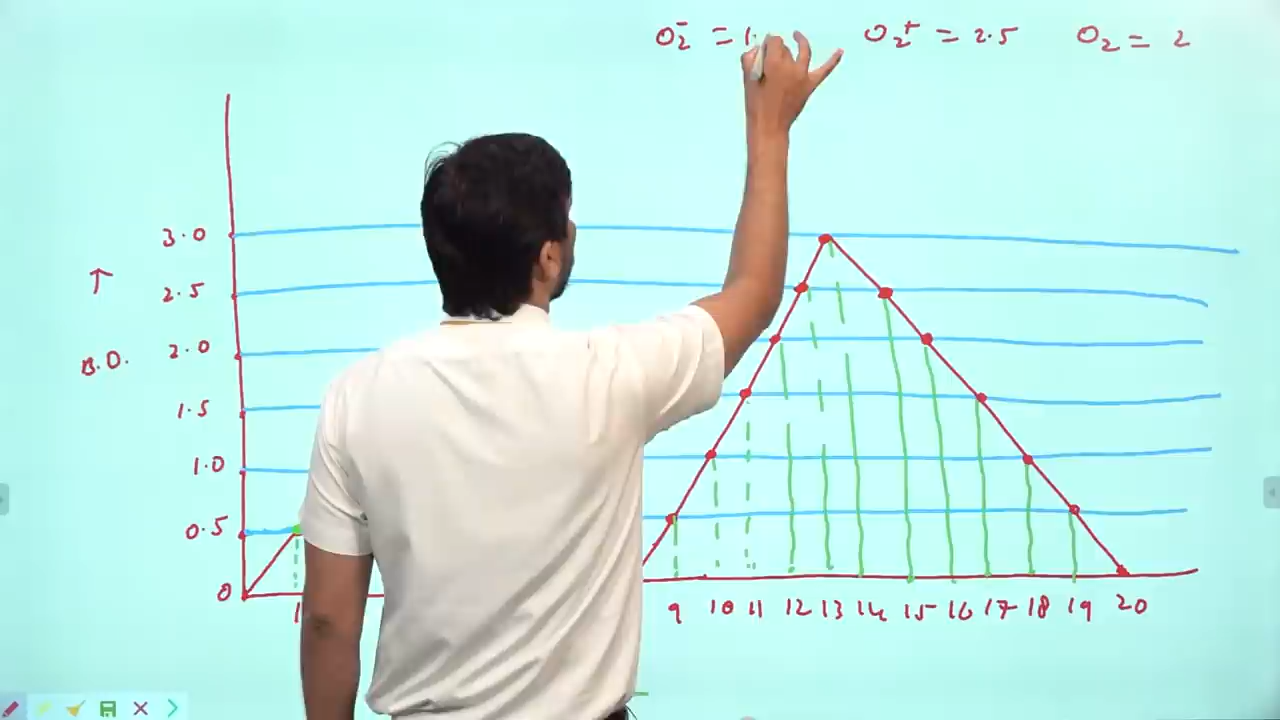 O₂⁻ = 1. O₂⁺ = 2.5 O₂ = 2
3.0
↑ 2.5
B.O. 2.0
1.5
1.0
0.5
0
1 9 10 11 12 13 14 15 16 17 18 19 20